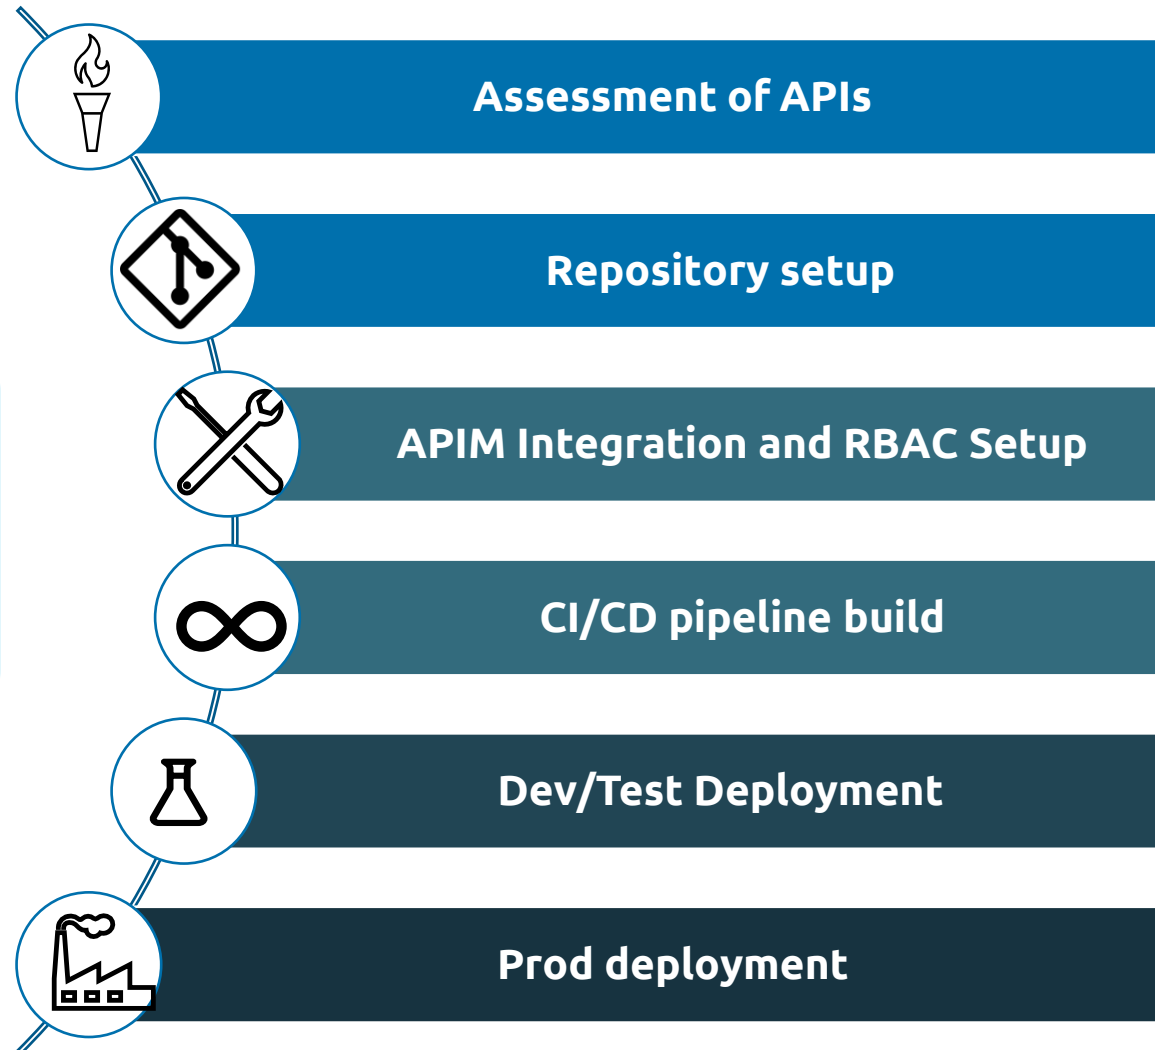 Assessment of APIs
Repository setup
APIM Integration and RBAC Setup
CI/CD pipeline build
Dev/Test Deployment
Prod deployment